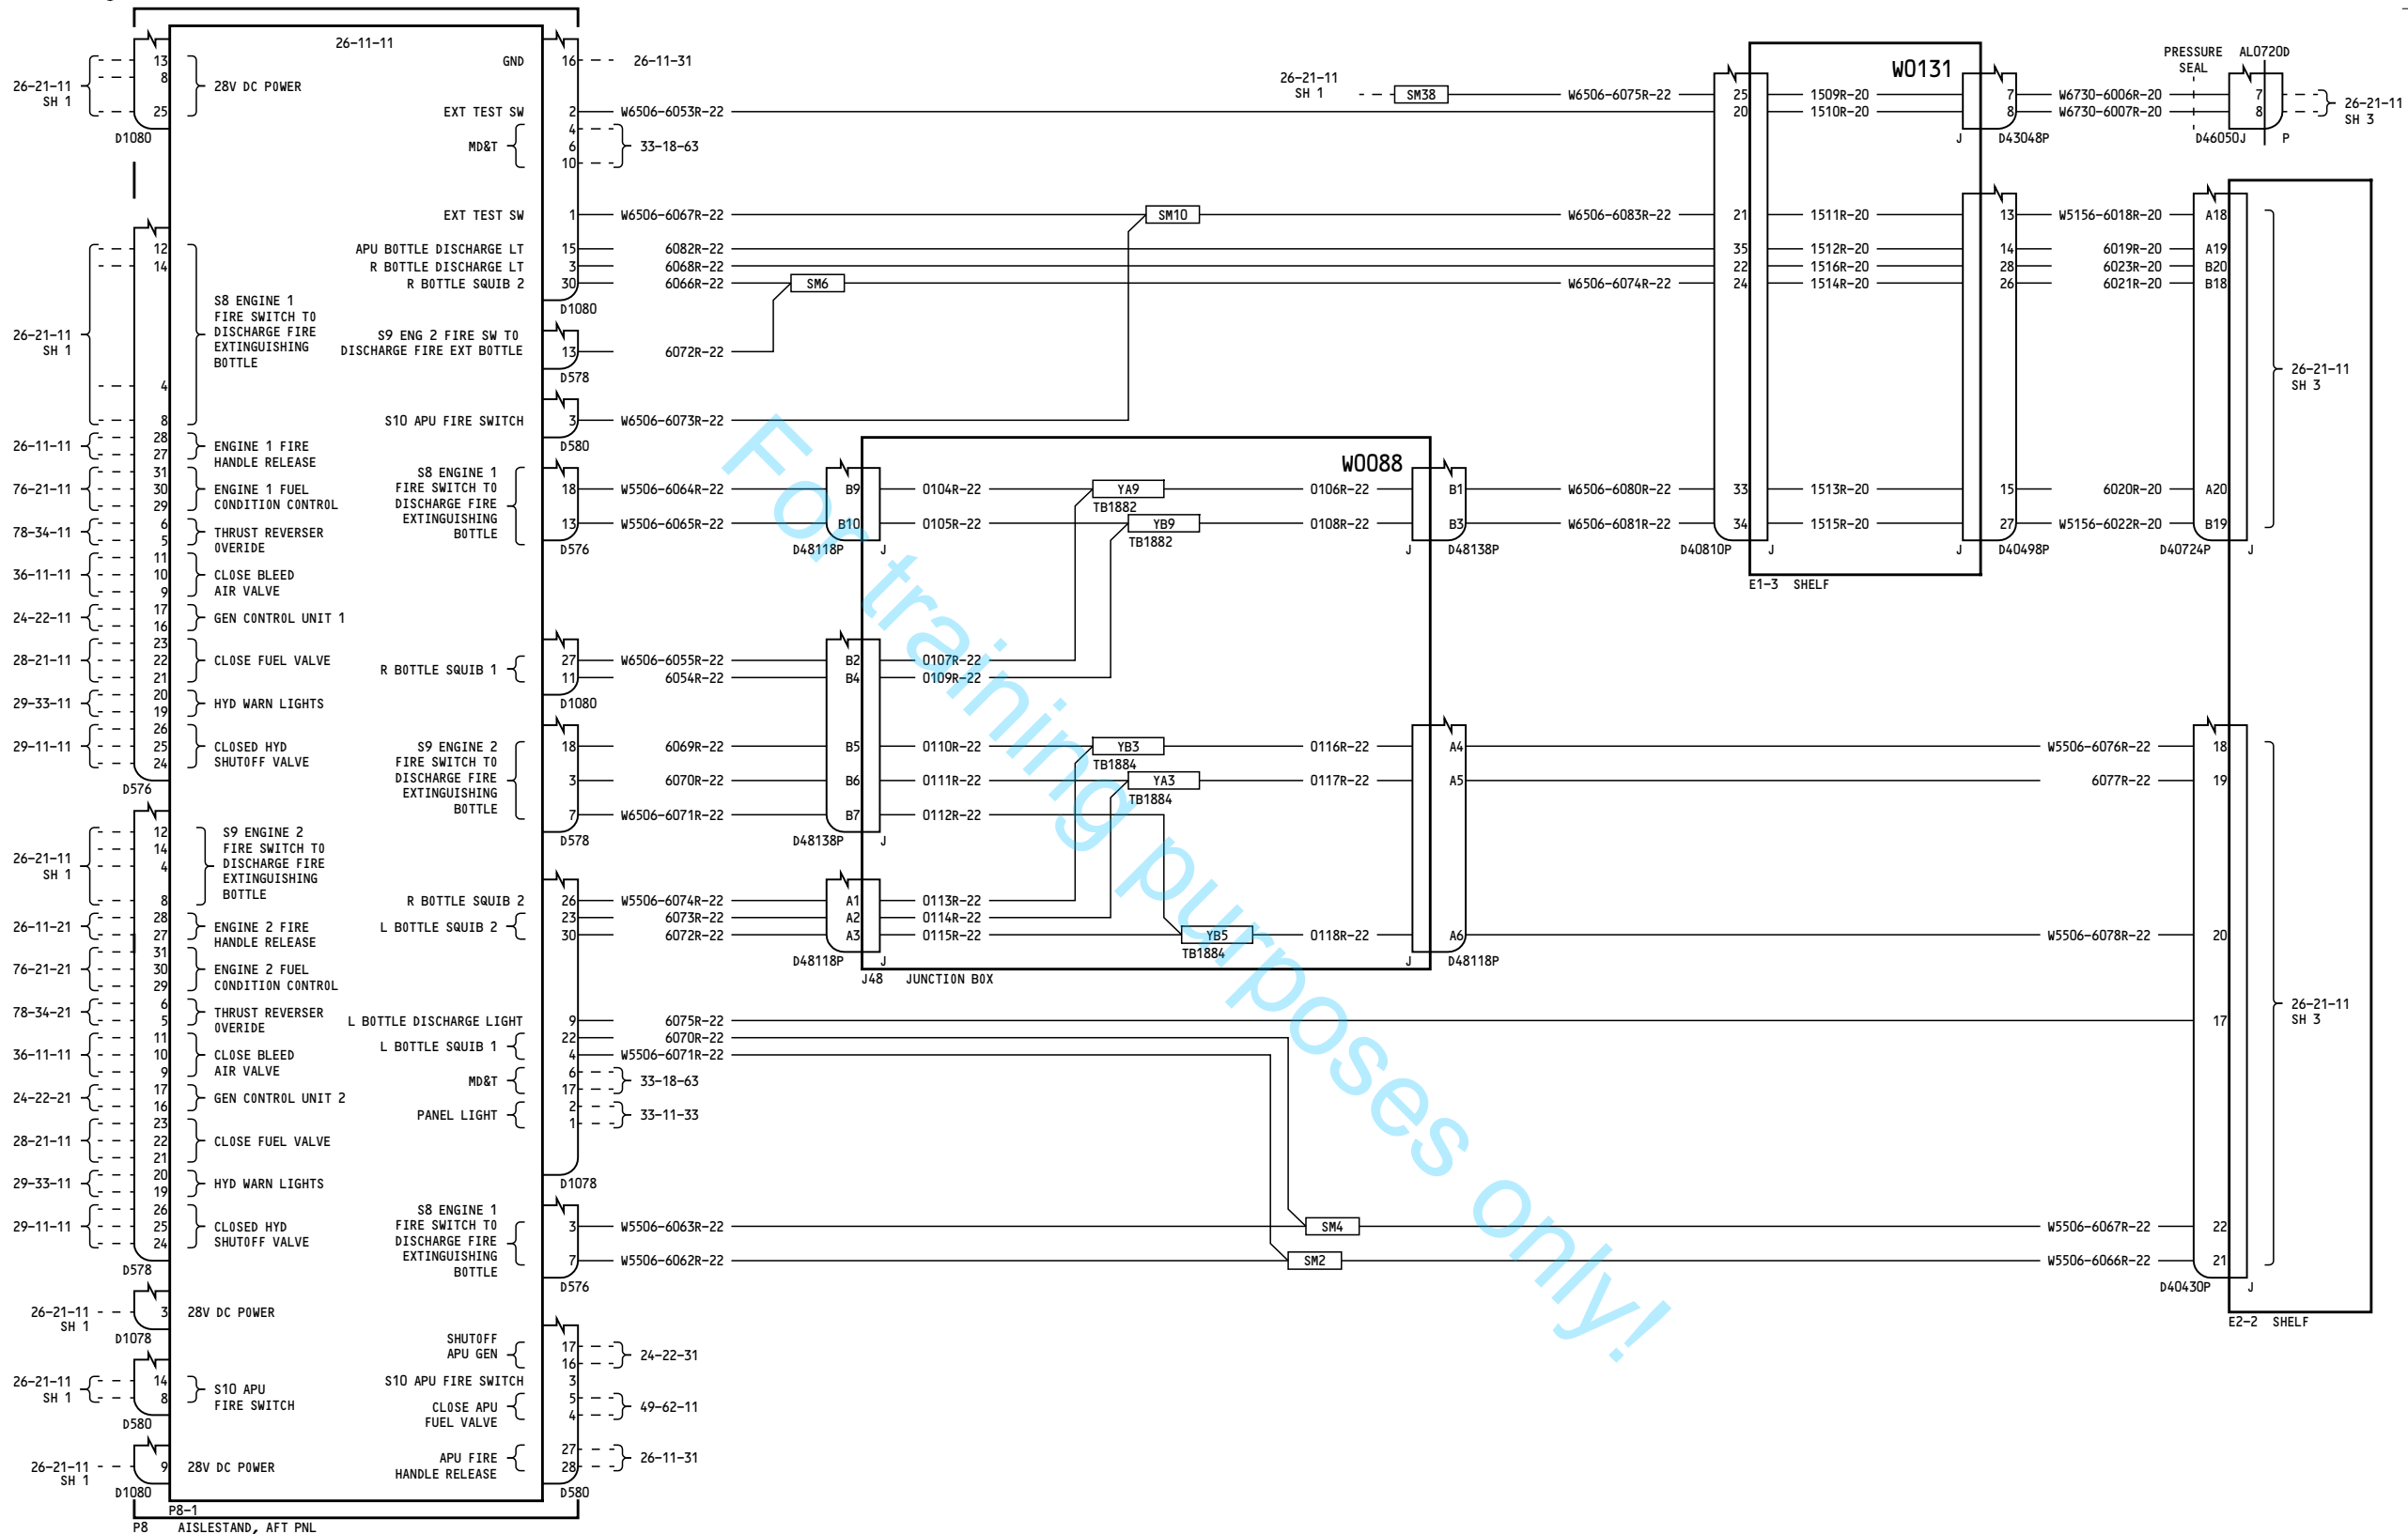 26-11-11
26-21-11
SH 1
13
8
25
28V DC POWER
D1080
GND
16
26-11-31
EXT TEST SW
2
W6506-6053R-22
MD&T
4
6
10
33-18-63
EXT TEST SW
1
W6506-6067R-22
SM10
W6506-6083R-22
APU BOTTLE DISCHARGE LT
15
6082R-22
R BOTTLE DISCHARGE LT
3
6068R-22
R BOTTLE SQUIB 2
30
6066R-22
SM6
W6506-6074R-22
D1080
S9 ENG 2 FIRE SW TO
DISCHARGE FIRE EXT BOTTLE
13
6072R-22
D578
S10 APU FIRE SWITCH
3
W6506-6073R-22
D580
26-21-11
SH 1
SM38
W6506-6075R-22
W0131
25
1509R-20
7
W6730-6006R-20
20
1510R-20
8
W6730-6007R-20
J
D43048P
PRESSURE
SEAL
AL0720D
7
8
D46050J
P
26-21-11
SH 3
21
1511R-20
13
W5156-6018R-20
A18
35
1512R-20
14
6019R-20
A19
22
1516R-20
28
6023R-20
B20
24
1514R-20
26
6021R-20
B18
33
1513R-20
15
6020R-20
A20
34
1515R-20
27
W5156-6022R-20
B19
D40810P
J
J
D40498P
D40724P
J
E1-3 SHELF
26-21-11
SH 3
26-21-11
SH 1
12
14
4
8
S8 ENGINE 1
FIRE SWITCH TO
DISCHARGE FIRE
EXTINGUISHING
BOTTLE
26-11-11
28
27
ENGINE 1 FIRE
HANDLE RELEASE
76-21-11
31
30
29
ENGINE 1 FUEL
CONDITION CONTROL
78-34-11
6
5
THRUST REVERSER
OVERIDE
36-11-11
11
10
9
CLOSE BLEED
AIR VALVE
24-22-11
17
16
GEN CONTROL UNIT 1
28-21-11
23
22
21
CLOSE FUEL VALVE
29-33-11
20
19
HYD WARN LIGHTS
29-11-11
26
25
24
CLOSED HYD
SHUTOFF VALVE
D576
S8 ENGINE 1
FIRE SWITCH TO
DISCHARGE FIRE
EXTINGUISHING
BOTTLE
18
W5506-6064R-22
13
W5506-6065R-22
D576
B9
B10
D48118P
J
W0088
0104R-22
YA9
TB1882
0106R-22
B1
W6506-6080R-22
0105R-22
YB9
TB1882
0108R-22
B3
W6506-6081R-22
J
D48138P
R BOTTLE SQUIB 1
27
W6506-6055R-22
B2
0107R-22
11
6054R-22
B4
0109R-22
D1080
S9 ENGINE 2
FIRE SWITCH TO
DISCHARGE FIRE
EXTINGUISHING
BOTTLE
18
6069R-22
B5
0110R-22
YB3
TB1884
0116R-22
A4
W5506-6076R-22
18
3
6070R-22
B6
0111R-22
YA3
TB1884
0117R-22
A5
6077R-22
19
7
W6506-6071R-22
B7
0112R-22
D578
D48138P
J
R BOTTLE SQUIB 2
26
W5506-6074R-22
A1
0113R-22
L BOTTLE SQUIB 2
23
6073R-22
A2
0114R-22
30
6072R-22
A3
0115R-22
YB5
TB1884
0118R-22
A6
W5506-6078R-22
20
D48118P
J
J
D48118P
J48 JUNCTION BOX
L BOTTLE DISCHARGE LIGHT
9
6075R-22
17
L BOTTLE SQUIB 1
22
6070R-22
4
W5506-6071R-22
MD&T
6
17
33-18-63
PANEL LIGHT
2
1
33-11-33
D1078
26-21-11
SH 3
S8 ENGINE 1
FIRE SWITCH TO
DISCHARGE FIRE
EXTINGUISHING
BOTTLE
3
W5506-6063R-22
SM4
W5506-6067R-22
22
7
W5506-6062R-22
SM2
W5506-6066R-22
21
D576
D40430P
J
E2-2 SHELF
26-21-11
SH 1
12
14
4
8
S9 ENGINE 2
FIRE SWITCH TO
DISCHARGE FIRE
EXTINGUISHING
BOTTLE
26-11-21
28
27
ENGINE 2 FIRE
HANDLE RELEASE
76-21-21
31
30
29
ENGINE 2 FUEL
CONDITION CONTROL
78-34-21
6
5
THRUST REVERSER
OVERIDE
36-11-11
11
10
9
CLOSE BLEED
AIR VALVE
24-22-21
17
16
GEN CONTROL UNIT 2
28-21-11
23
22
21
CLOSE FUEL VALVE
29-33-11
20
19
HYD WARN LIGHTS
29-11-11
26
25
24
CLOSED HYD
SHUTOFF VALVE
D578
26-21-11
SH 1
3
28V DC POWER
D1078
26-21-11
SH 1
14
8
S10 APU
FIRE SWITCH
D580
26-21-11
SH 1
9
28V DC POWER
D1080
SHUTOFF
APU GEN
17
16
24-22-31
S10 APU FIRE SWITCH
3
CLOSE APU
FUEL VALVE
5
4
49-62-11
APU FIRE
HANDLE RELEASE
27
28
26-11-31
D580
P8-1
P8 AISLESTAND, AFT PNL
For training purposes only!